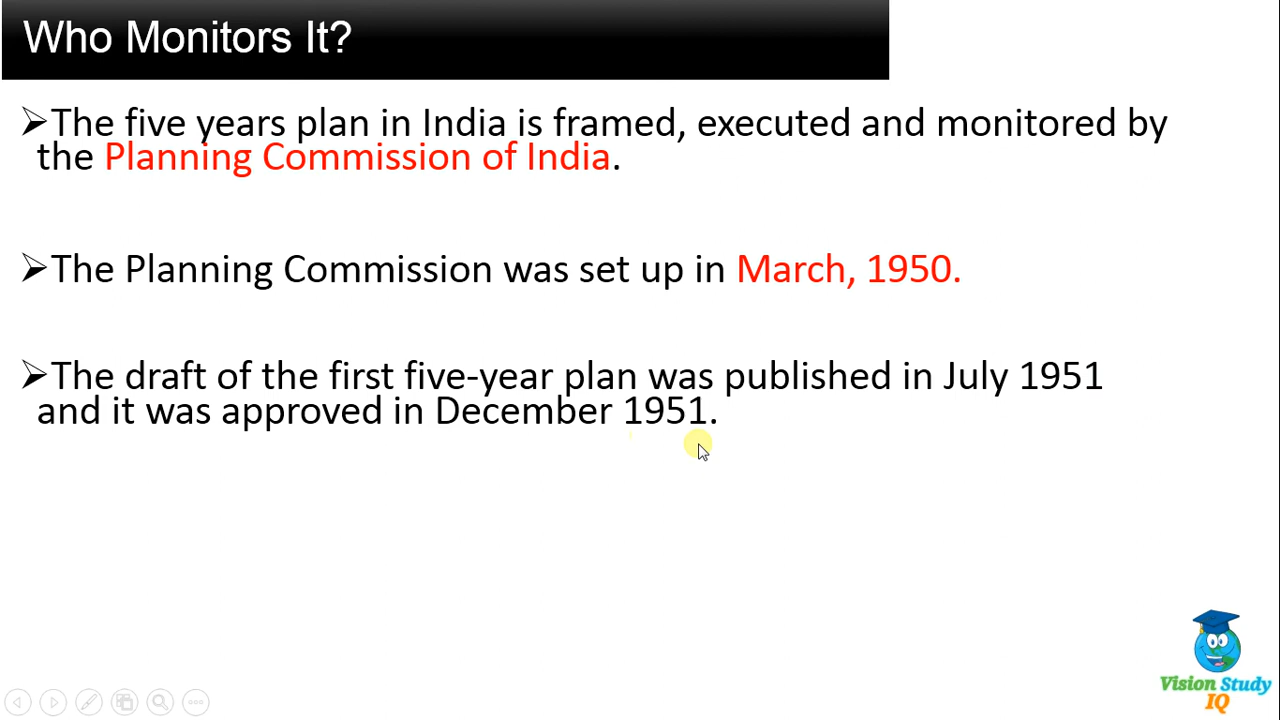 Who Monitors It?
➢The five years plan in India is framed, executed and monitored by
the Planning Commission of India.
➢The Planning Commission was set up in March, 1950.
➢The draft of the first five-year plan was published in July 1951
and it was approved in December 1951.
Vision Study
IQ